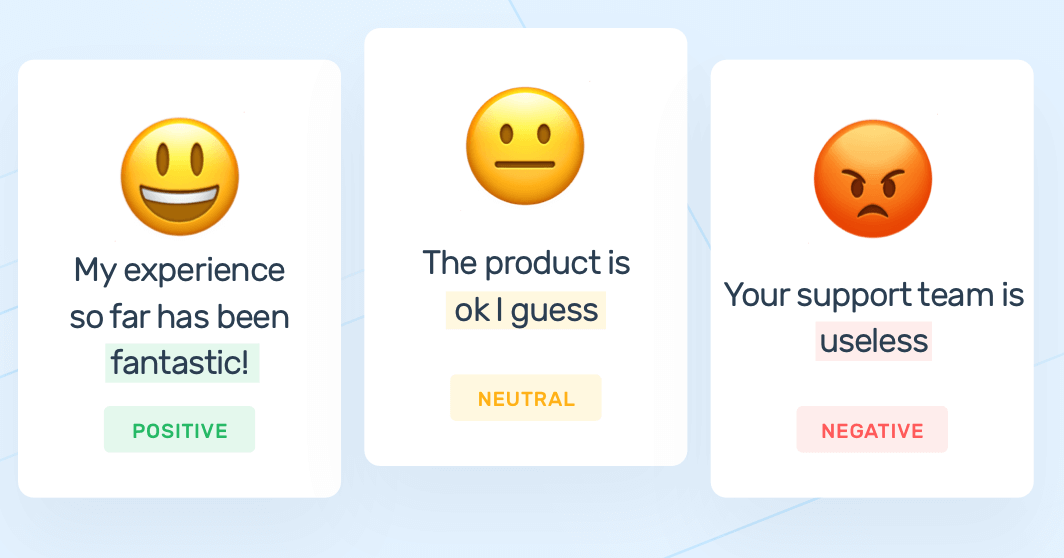 My experience
so far has been
fantastic!
POSITIVE
The product is
ok I guess
NEUTRAL
Your support team is
useless
NEGATIVE